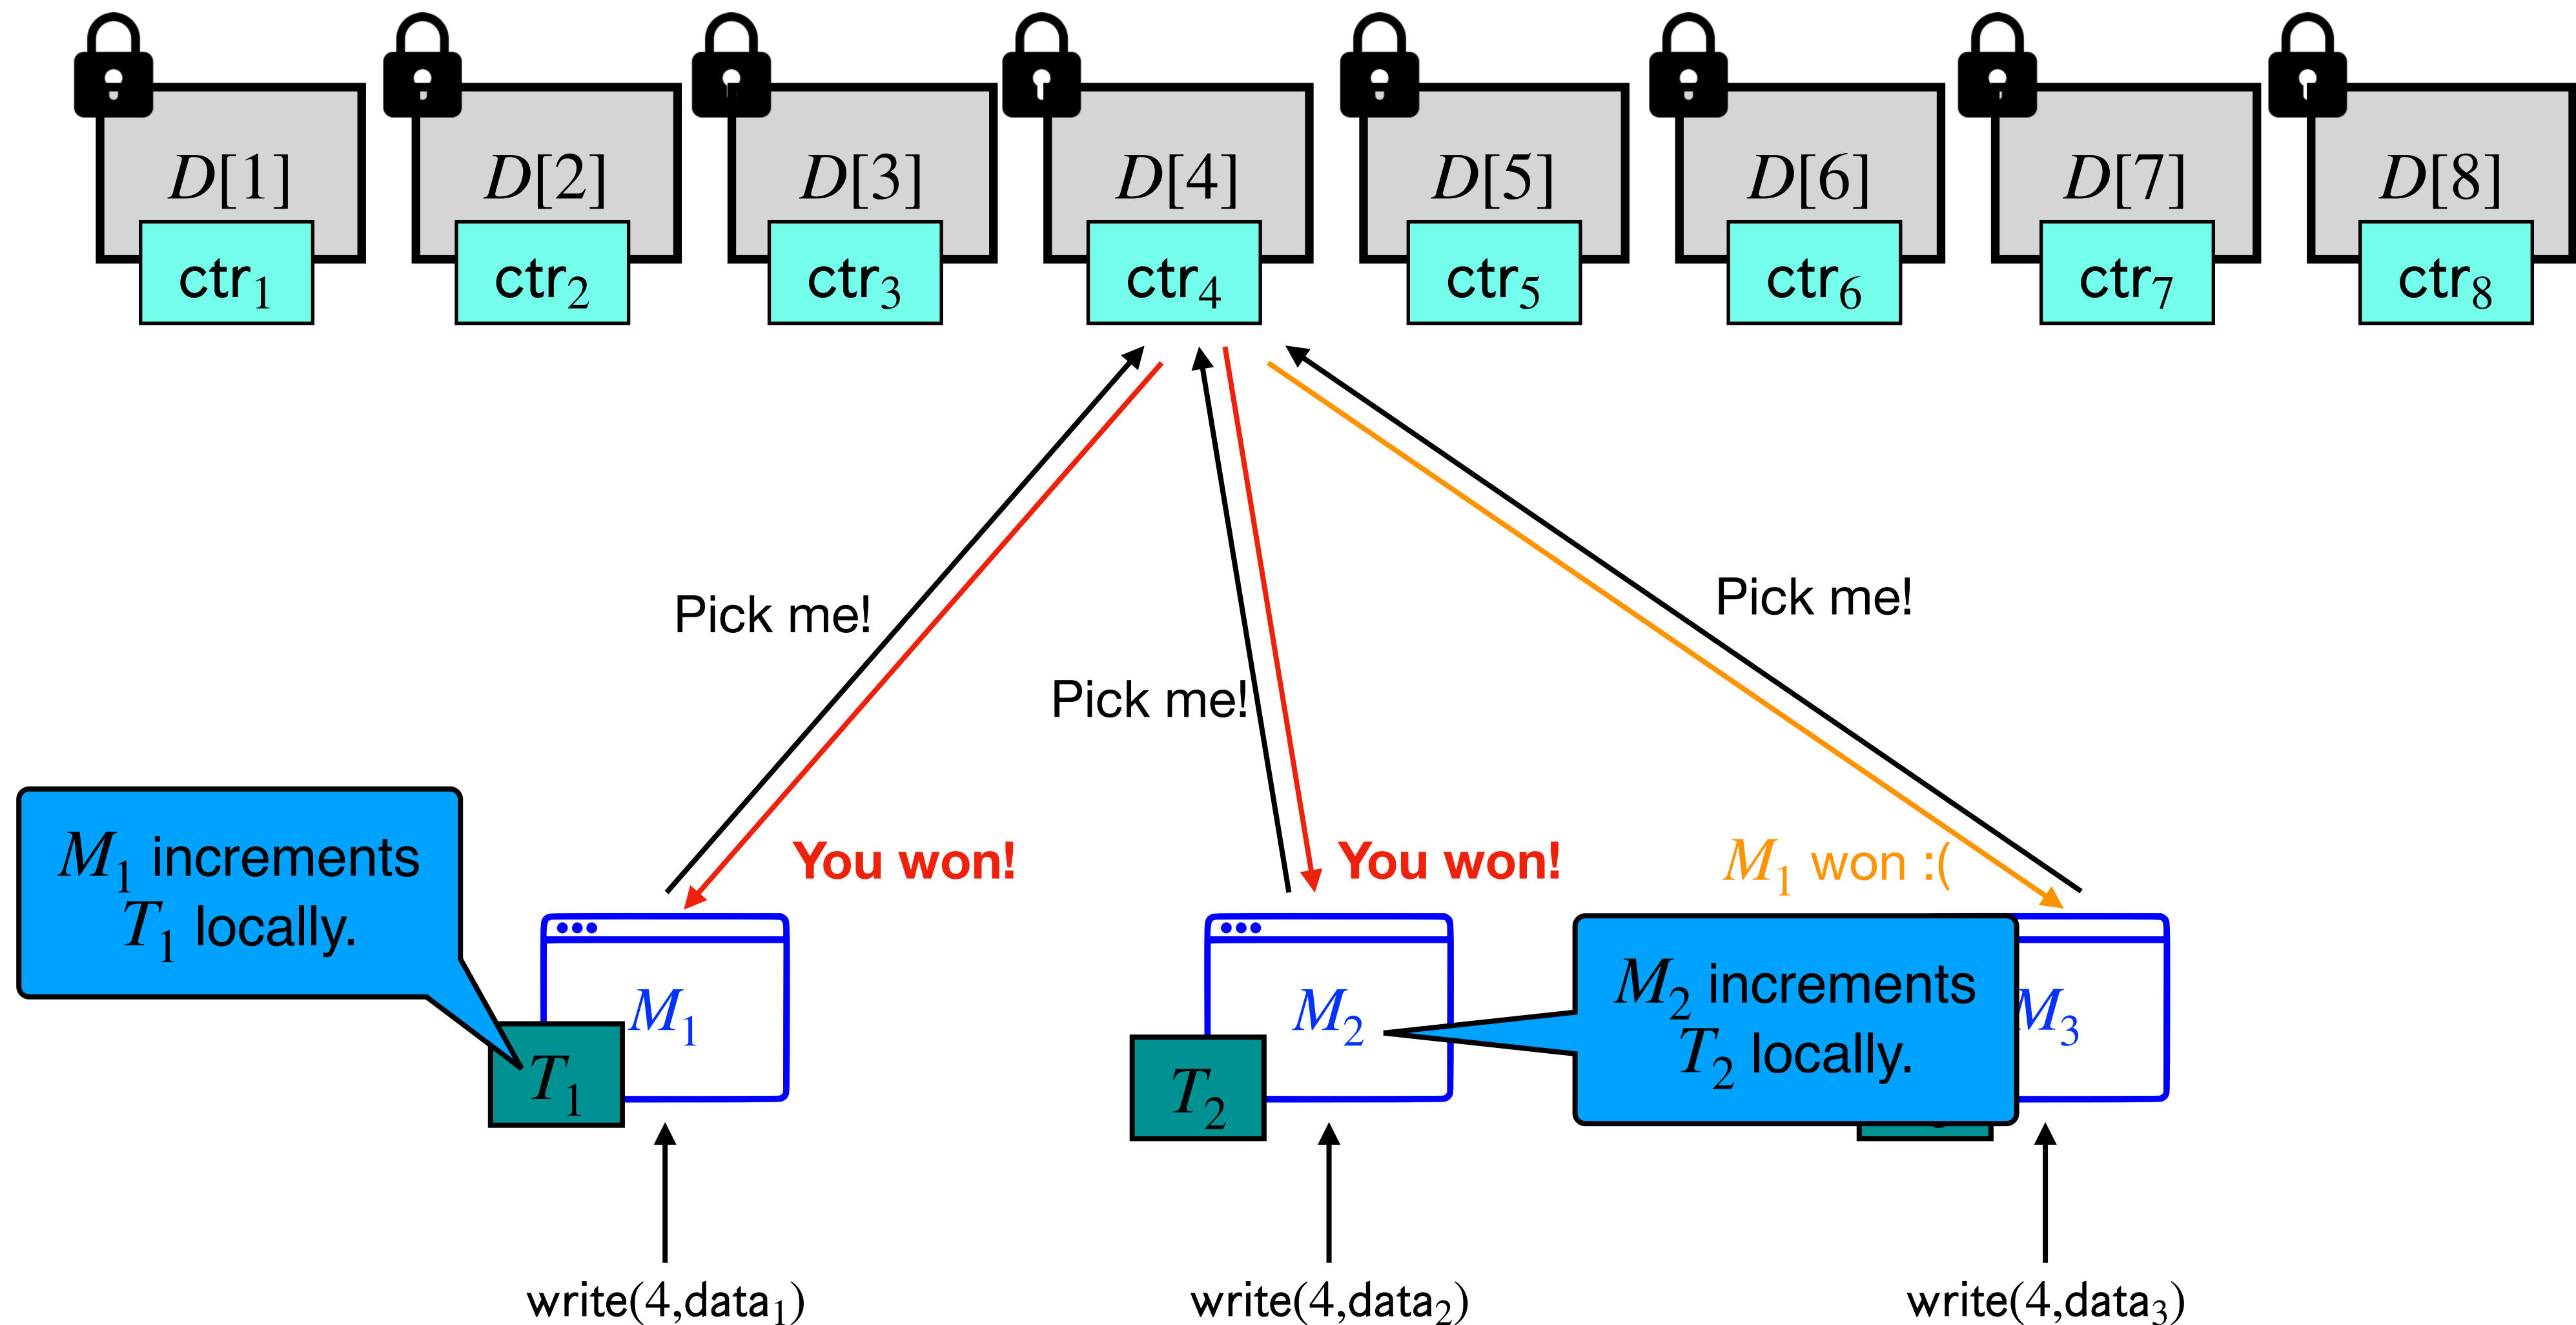 D[1] D[2] D[3] D[4] D[5] D[6] D[7] D[8]
ctr₁ ctr₂ ctr₃ ctr₄ ctr₅ ctr₆ ctr₇ ctr₈
Pick me!
Pick me!
Pick me!
You won!
You won!
M₁ won :(
M₁ increments
T₁ locally.
M₁
T₁
M₂
T₂
M₂ increments
T₂ locally.
M₃
write(4,data₁)
write(4,data₂)
write(4,data₃)